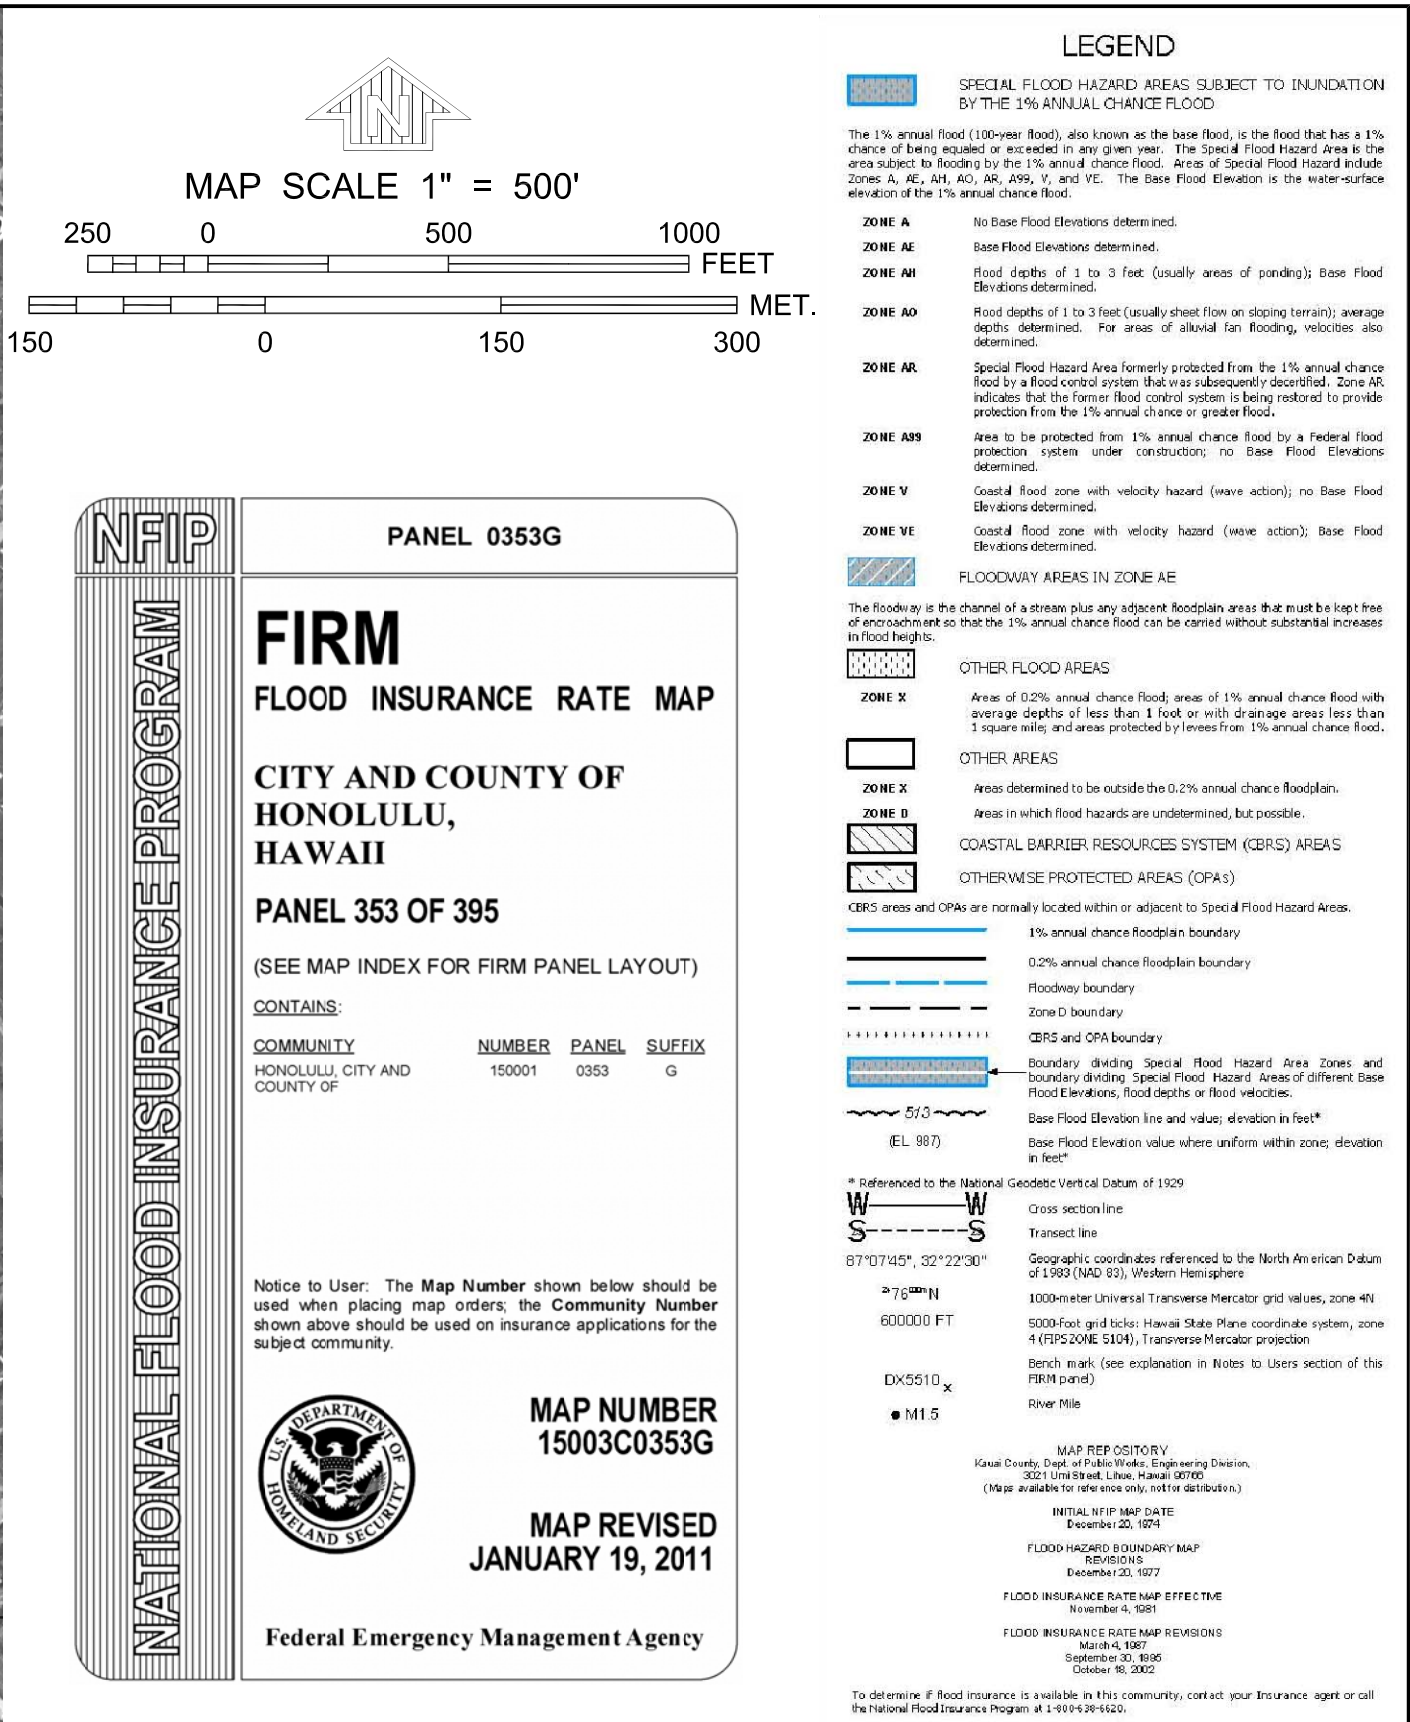 N
MAP SCALE 1" = 500'
250 0 500 1000
FEET
MET.
150 0 150 300
NFIP
PANEL 0353G
NATIONAL FLOOD INSURANCE PROGRAM
FIRM
FLOOD INSURANCE RATE MAP
CITY AND COUNTY OF
HONOLULU,
HAWAII
PANEL 353 OF 395
(SEE MAP INDEX FOR FIRM PANEL LAYOUT)
CONTAINS:
COMMUNITY NUMBER PANEL SUFFIX
HONOLULU, CITY AND 150001 0353 G
COUNTY OF
Notice to User: The Map Number shown below should be
used when placing map orders; the Community Number
shown above should be used on insurance applications for the
subject community.
U.S. DEPARTMENT OF HOMELAND SECURITY
MAP NUMBER
15003C0353G
MAP REVISED
JANUARY 19, 2011
Federal Emergency Management Agency
LEGEND
SPECIAL FLOOD HAZARD AREAS SUBJECT TO INUNDATION
BY THE 1% ANNUAL CHANCE FLOOD
The 1% annual flood (100-year flood), also known as the base flood, is the flood that has a 1%
chance of being equaled or exceeded in any given year. The Special Flood Hazard Area is the
area subject to flooding by the 1% annual chance flood. Areas of Special Flood Hazard include
Zones A, AE, AH, AO, AR, A99, V, and VE. The Base Flood Elevation is the water-surface
elevation of the 1% annual chance flood.
ZONE A No Base Flood Elevations determined.
ZONE AE Base Flood Elevations determined.
ZONE AH Flood depths of 1 to 3 feet (usually areas of ponding); Base Flood
Elevations determined.
ZONE AO Flood depths of 1 to 3 feet (usually sheet flow on sloping terrain); average
depths determined. For areas of alluvial fan flooding, velocities also
determined.
ZONE AR Special Flood Hazard Area formerly protected from the 1% annual chance
flood by a flood control system that was subsequently decertified. Zone AR
indicates that the former flood control system is being restored to provide
protection from the 1% annual chance or greater flood.
ZONE A99 Area to be protected from 1% annual chance flood by a Federal flood
protection system under construction; no Base Flood Elevations
determined.
ZONE V Coastal flood zone with velocity hazard (wave action); no Base Flood
Elevations determined.
ZONE VE Coastal flood zone with velocity hazard (wave action); Base Flood
Elevations determined.
FLOODWAY AREAS IN ZONE AE
The floodway is the channel of a stream plus any adjacent floodplain areas that must be kept free
of encroachment so that the 1% annual chance flood can be carried without substantial increases
in flood heights.
OTHER FLOOD AREAS
ZONE X Areas of 0.2% annual chance flood; areas of 1% annual chance flood with
average depths of less than 1 foot or with drainage areas less than
1 square mile; and areas protected by levees from 1% annual chance flood.
OTHER AREAS
ZONE X Areas determined to be outside the 0.2% annual chance floodplain.
ZONE D Areas in which flood hazards are undetermined, but possible.
COASTAL BARRIER RESOURCES SYSTEM (CBRS) AREAS
OTHERWISE PROTECTED AREAS (OPAs)
CBRS areas and OPAs are normally located within or adjacent to Special Flood Hazard Areas.
1% annual chance floodplain boundary
0.2% annual chance floodplain boundary
Floodway boundary
Zone D boundary
CBRS and OPA boundary
Boundary dividing Special Flood Hazard Area Zones and
boundary dividing Special Flood Hazard Areas of different Base
Flood Elevations, flood depths or flood velocities.
513 Base Flood Elevation line and value; elevation in feet*
(EL 987) Base Flood Elevation value where uniform within zone; elevation
in feet*
* Referenced to the National Geodetic Vertical Datum of 1929
W W Cross section line
S S Transect line
87°07'45", 32°22'30" Geographic coordinates referenced to the North American Datum
of 1983 (NAD 83), Western Hemisphere
76 N 1000-meter Universal Transverse Mercator grid values, zone 4N
600000 FT 5000-foot grid ticks: Hawaii State Plane coordinate system, zone
4 (FIPSZONE 5104), Transverse Mercator projection
DX5510 x Bench mark (see explanation in Notes to Users section of this
FIRM panel)
● M1.5 River Mile
MAP REPOSITORY
Kauai County, Dept. of Public Works, Engineering Division,
3021 Umi Street, Lihue, Hawaii 96766
(Maps available for reference only, not for distribution.)
INITIAL NFIP MAP DATE
December 20, 1974
FLOOD HAZARD BOUNDARY MAP
REVISIONS
December 20, 1977
FLOOD INSURANCE RATE MAP EFFECTIVE
November 4, 1981
FLOOD INSURANCE RATE MAP REVISIONS
March 4, 1987
September 30, 1995
October 18, 2002
To determine if flood insurance is available in this community, contact your Insurance agent or call
the National Flood Insurance Program at 1-800-638-6620.